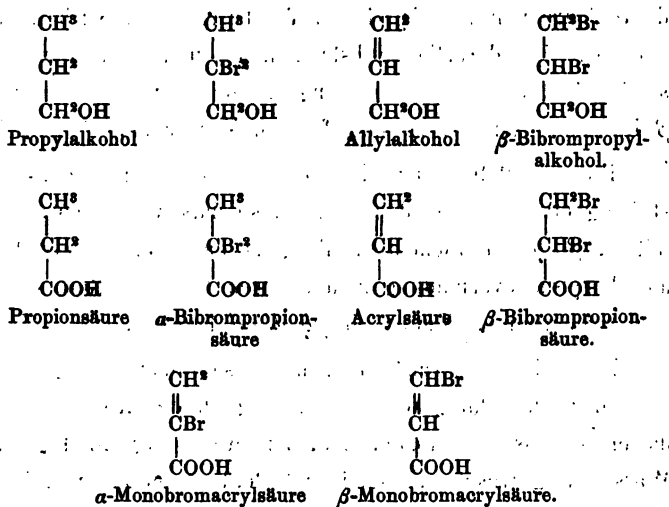 CH³ CH³ CH² CH²Br
CH² CBr² CH CHBr
CH²OH CH²OH CH²OH CH²OH
Propylalkohol Allylalkohol β-Bibrompropyl-
alkohol.
CH³ CH³ CH² CH²Br
CH² CBr² CH CHBr
COOH COOH COOH COOH
Propionsäure α-Bibrompropion- Acrylsäure β-Bibrompropion-
säure säure.
CH² CHBr
CBr CH
COOH COOH
α-Monobromacrylsäure β-Monobromacrylsäure.